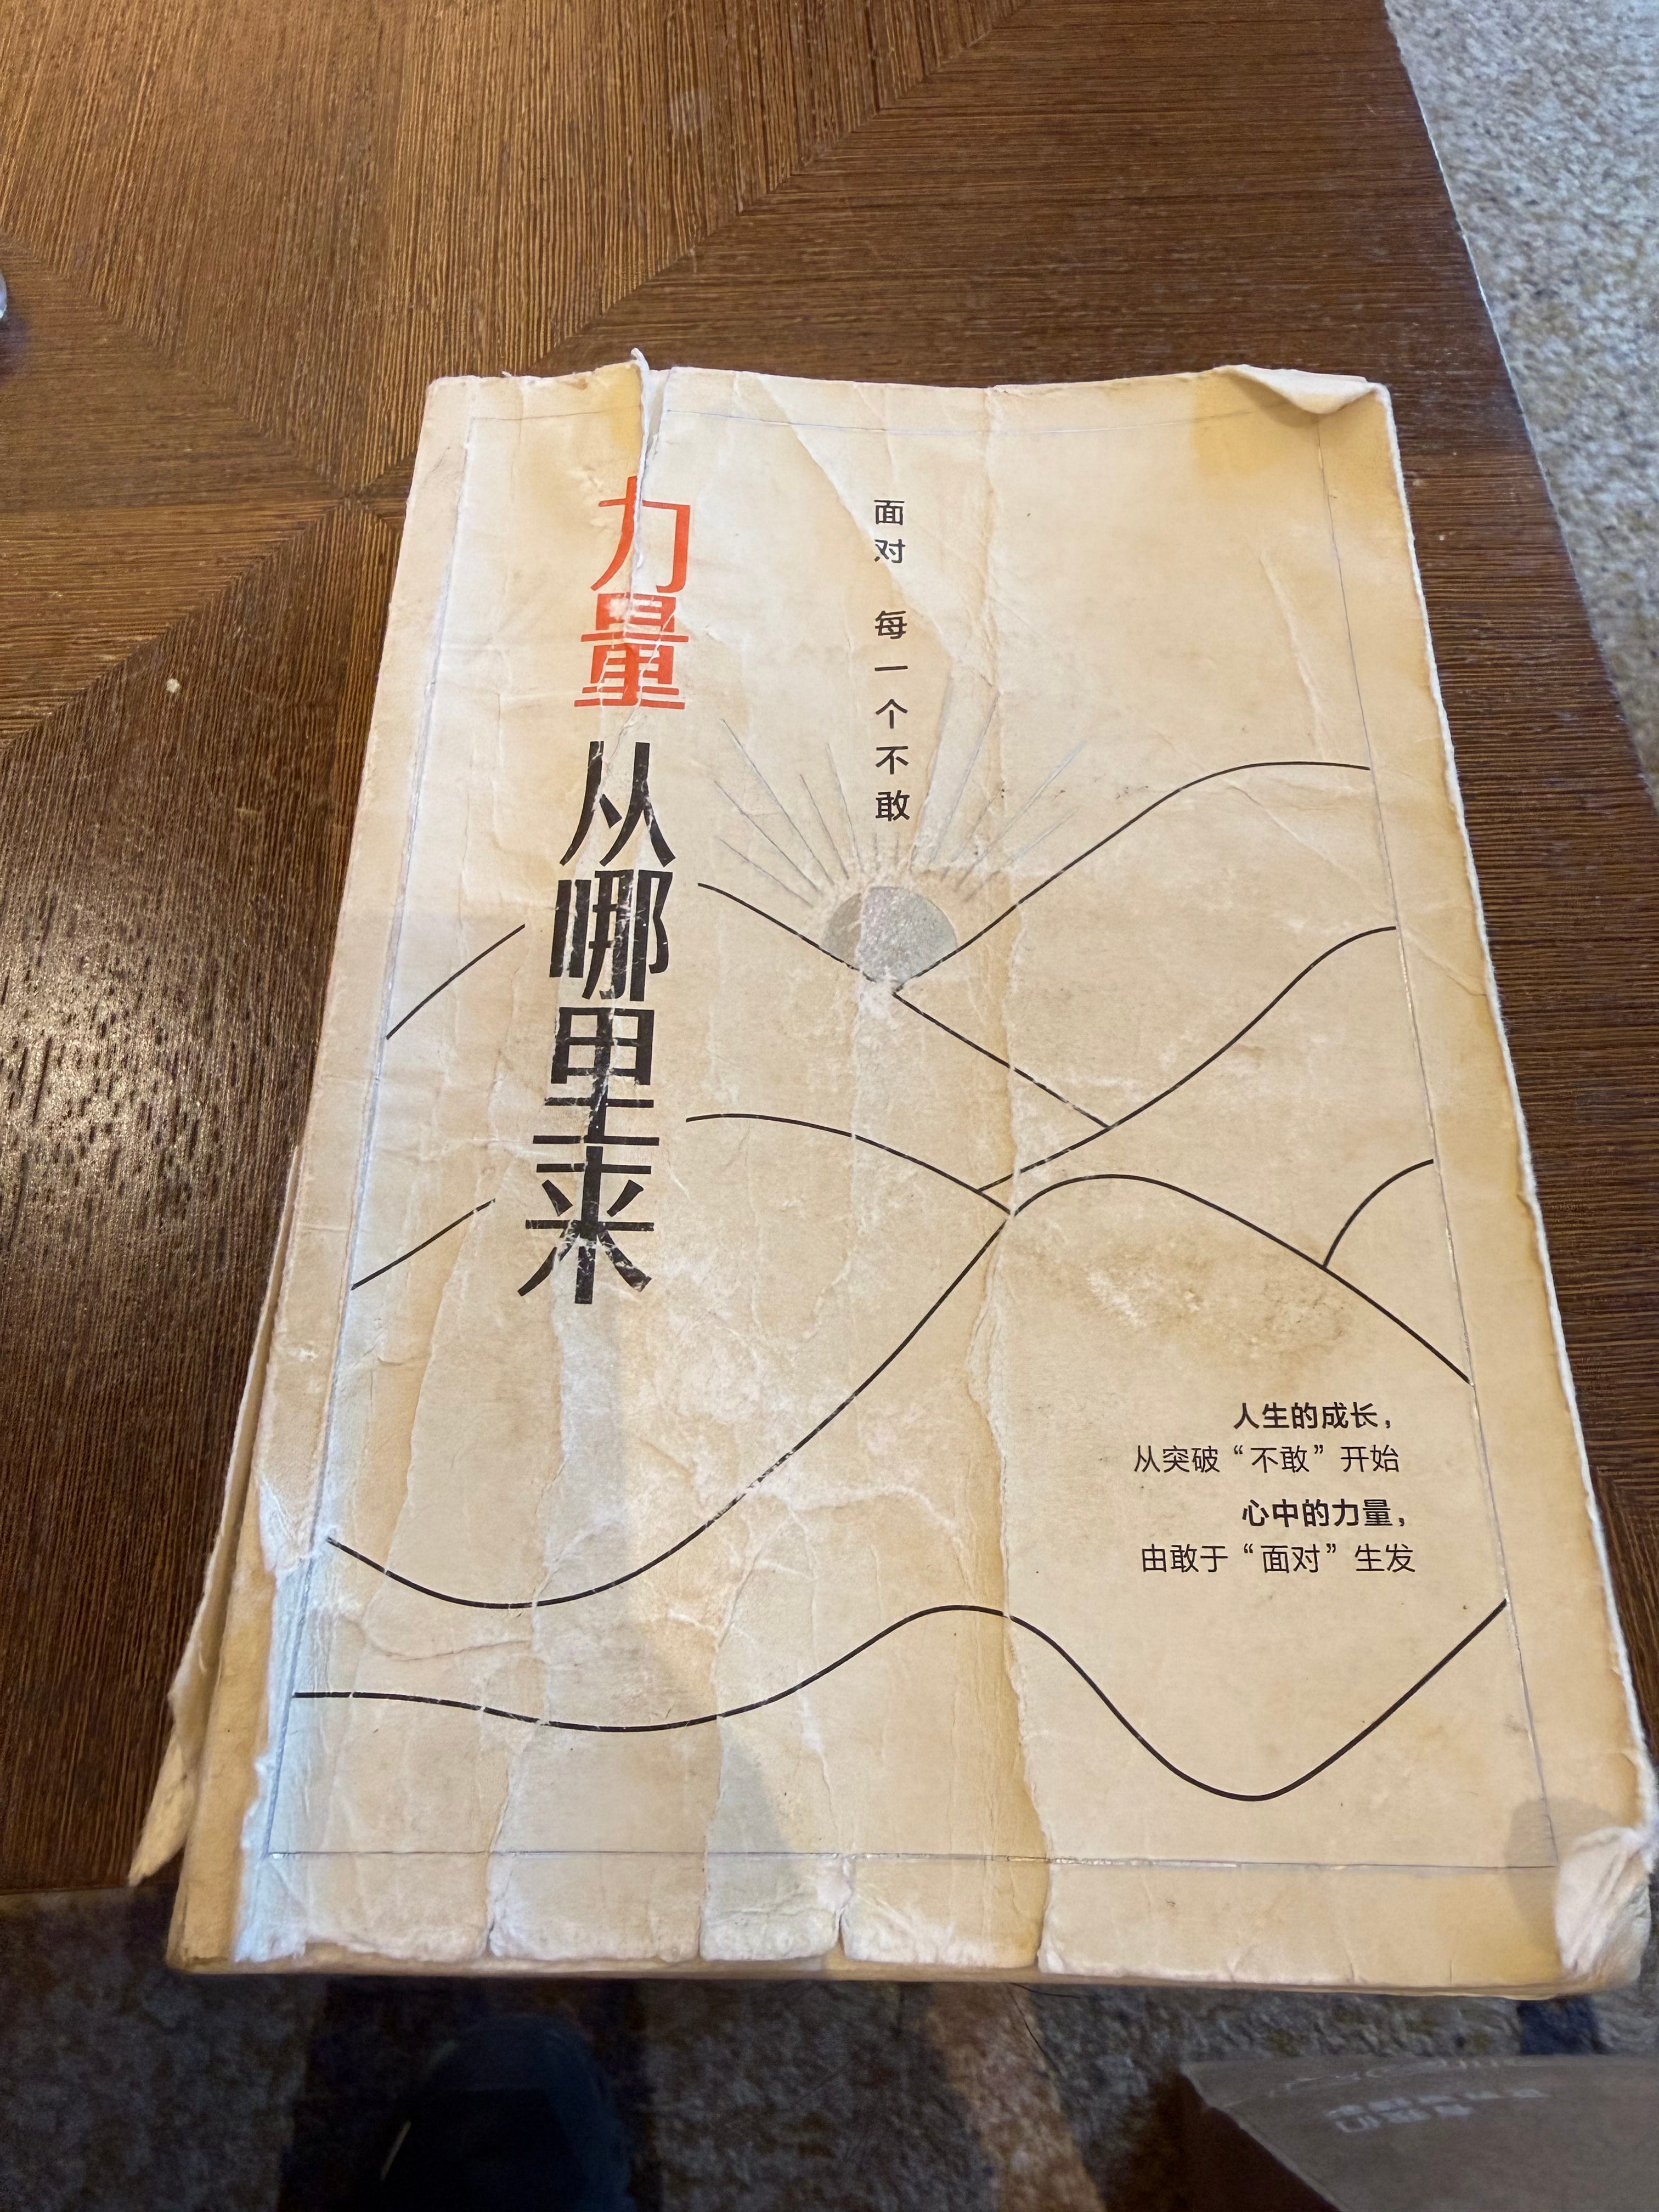 力量从哪里来
面对 每一个不敢
人生的成长，
从突破“不敢”开始
心中的力量，
由敢于“面对”生发